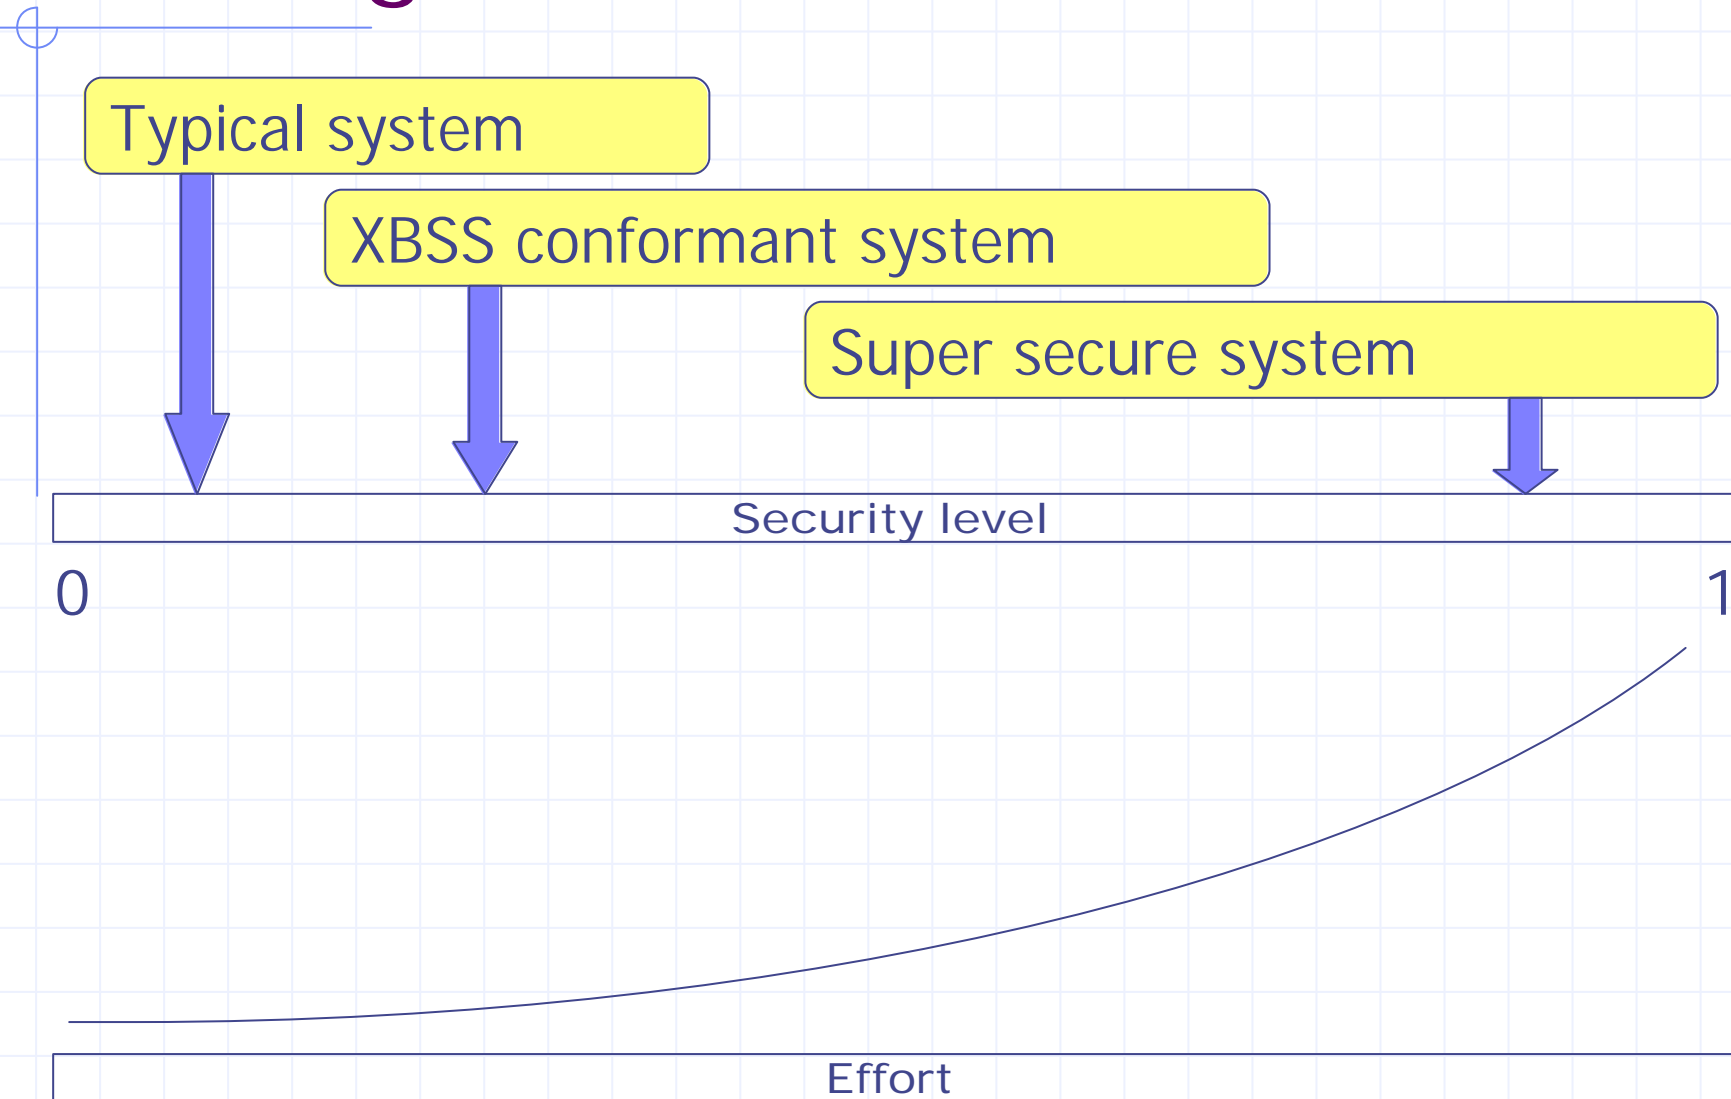 Typical system
XBSS conformant system
Super secure system
Security level
0
1
Effort